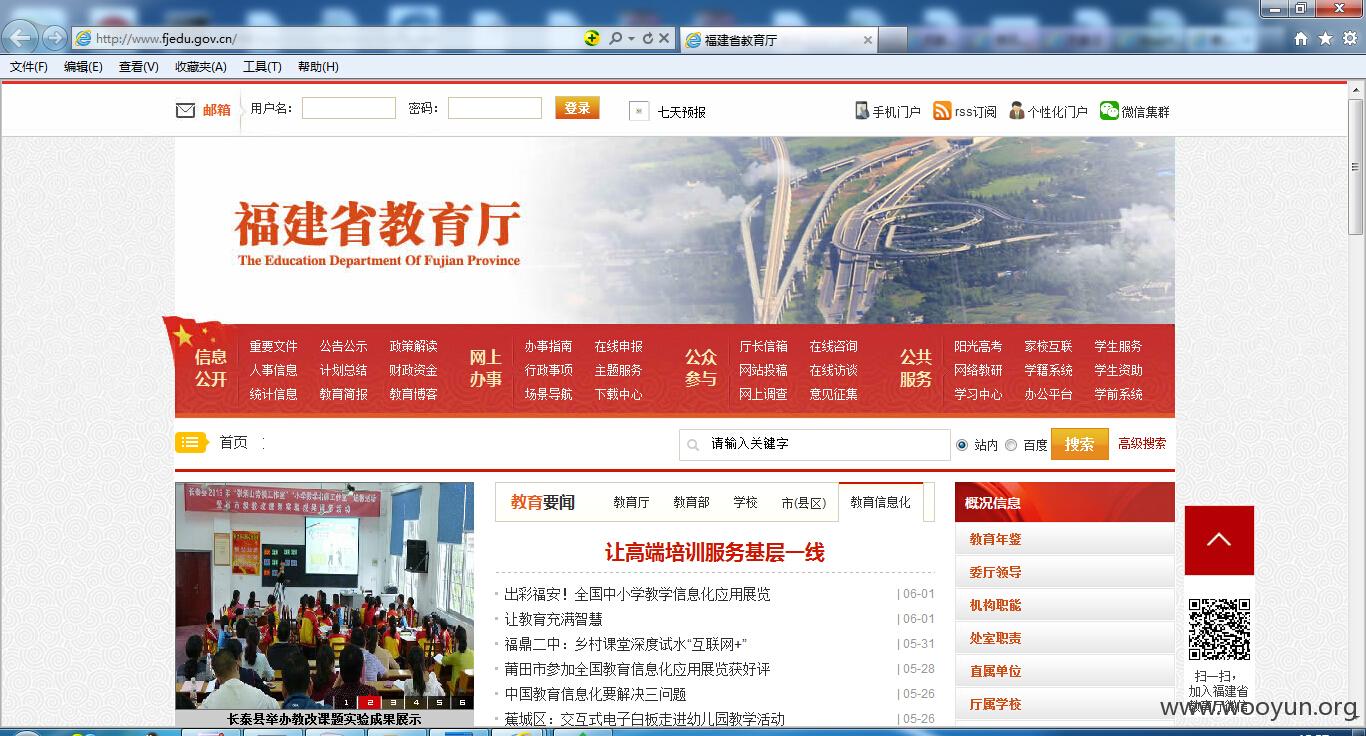 http://www.fjedu.gov.cn/
福建省教育厅
文件(F) 编辑(E) 查看(V) 收藏夹(A) 工具(T) 帮助(H)
邮箱 用户名: 密码: 登录 七天预报 手机门户 rss订阅 个性化门户 微信集群
福建省教育厅
The Education Department Of Fujian Province
信息公开
重要文件 公告公示 政策解读
人事信息 计划总结 财政资金
统计信息 教育简报 教育博客
网上办事
办事指南 在线申报
行政事项 主题服务
场景导航 下载中心
公众参与
厅长信箱 在线咨询
网站投稿 在线访谈
网上调查 意见征集
公共服务
阳光高考 家校互联 学生服务
网络教研 学籍系统 学生资助
学习中心 办公平台 学前系统
首页 :
请输入关键字 站内 百度 搜索 高级搜索
1 2 3 4 5 6
长泰县举办教改课题实验成果展示
教育要闻 教育厅 教育部 学校 市(县区) 教育信息化
让高端培训服务基层一线
出彩福安！全国中小学教学信息化应用展览 | 06-01
让教育充满智慧 | 06-01
福鼎二中：乡村课堂深度试水“互联网+” | 05-31
莆田市参加全国教育信息化应用展览获好评 | 05-28
中国教育信息化要解决三问题 | 05-26
蕉城区：交互式电子白板走进幼儿园教学活动 | 05-26
概况信息
教育年鉴
委厅领导
机构职能
处室职责
直属单位
厅属学校
扫一扫，
加入福建省
www.wooyun.org